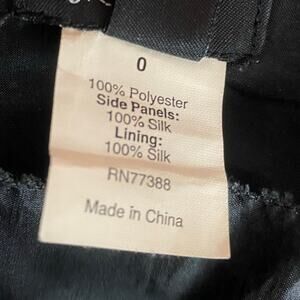 0
100% Polyester
Side Panels:
100% Silk
Lining:
100% Silk
RN77388
Made in China